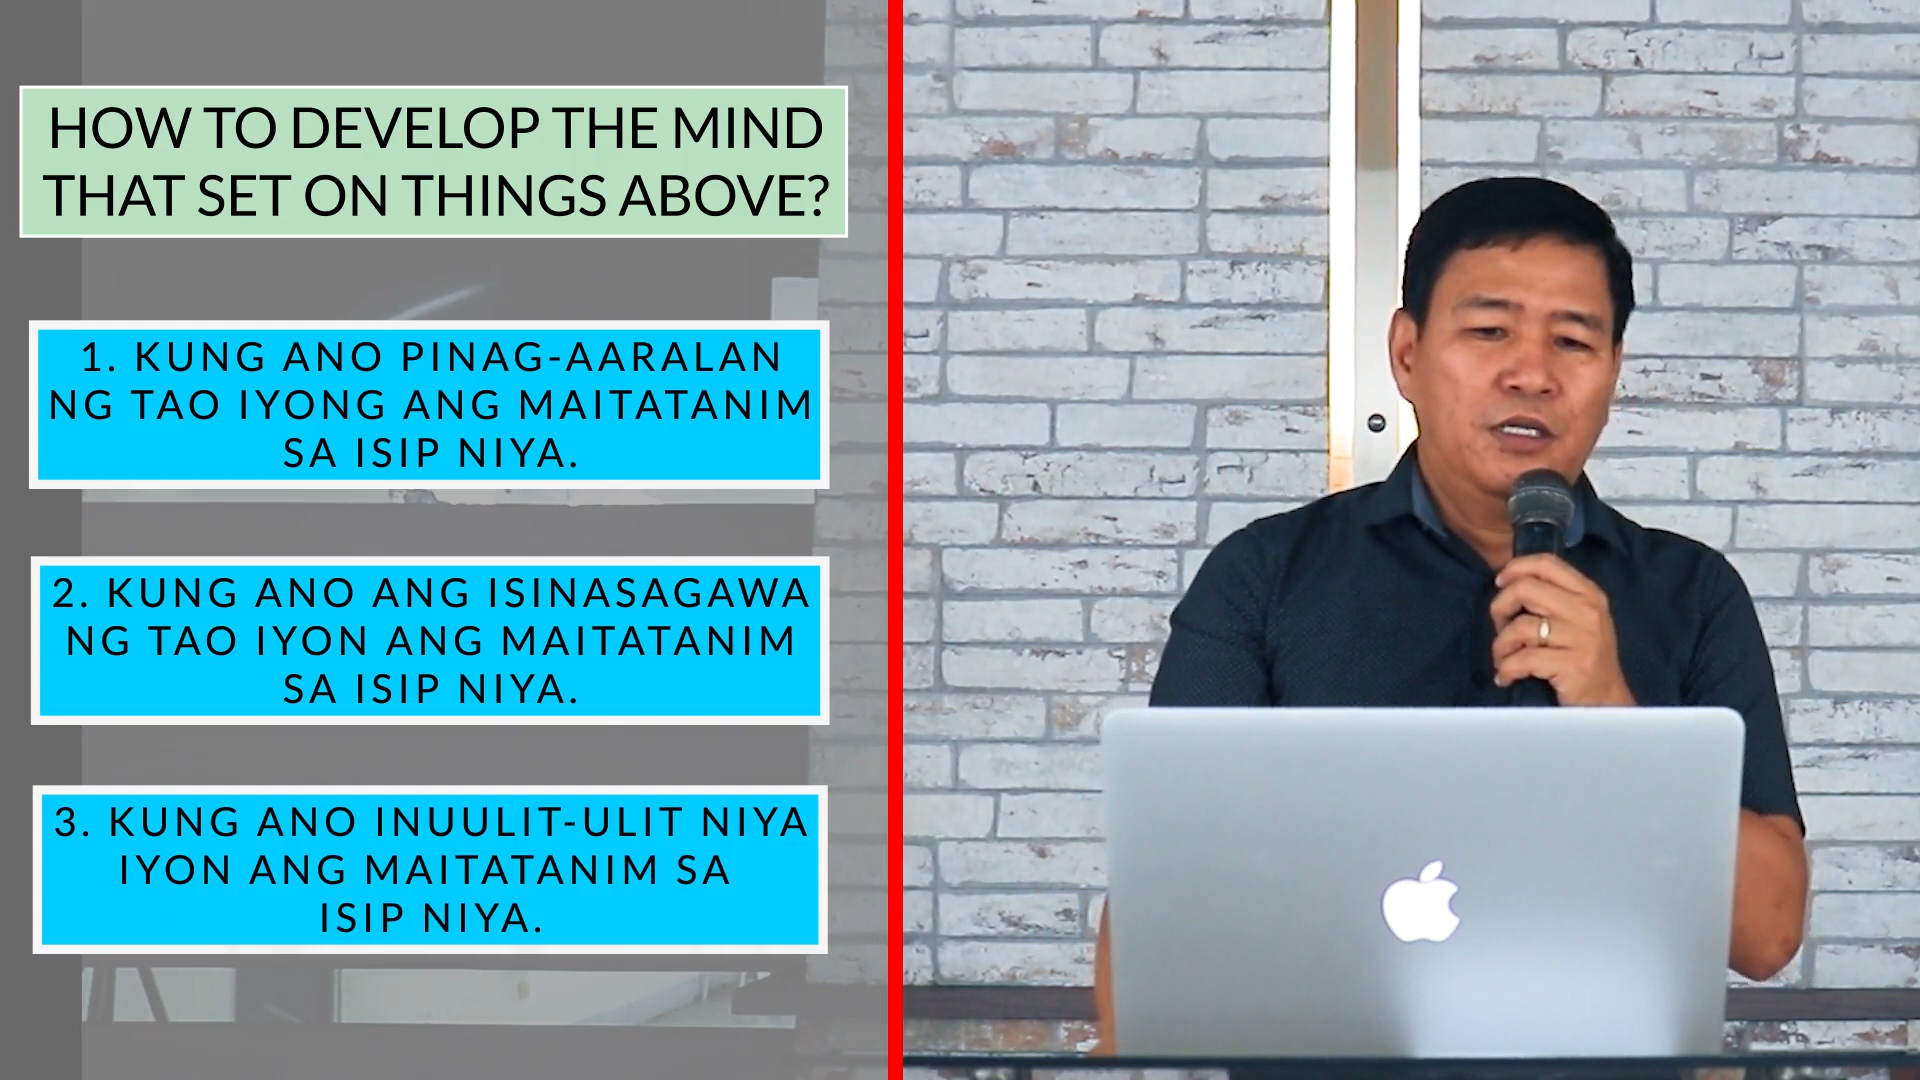 HOW TO DEVELOP THE MIND
THAT SET ON THINGS ABOVE?
1. KUNG ANO PINAG-AARALAN
NG TAO IYONG ANG MAITATANIM
SA ISIP NIYA.
2. KUNG ANO ANG ISINASAGAWA
NG TAO IYON ANG MAITATANIM
SA ISIP NIYA.
3. KUNG ANO INUULIT-ULIT NIYA
IYON ANG MAITATANIM SA
ISIP NIYA.